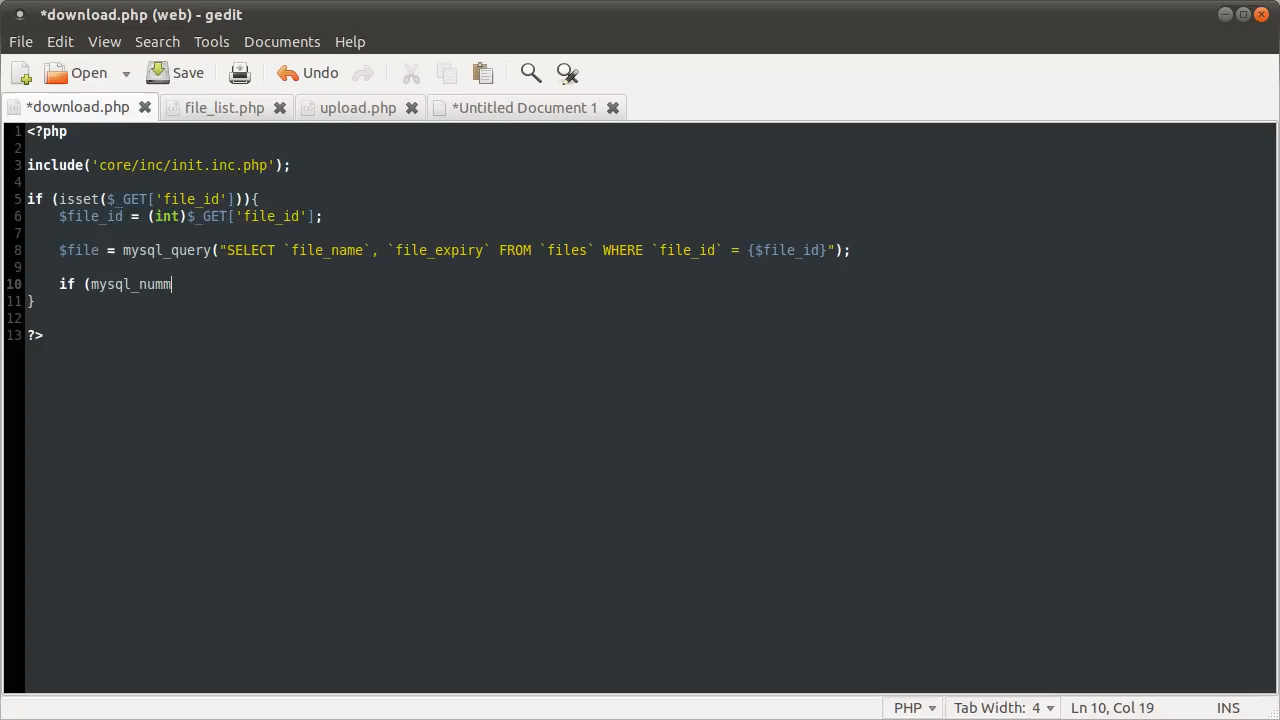 *download.php (web) - gedit
File Edit View Search Tools Documents Help
Open Save Undo
*download.php file_list.php upload.php *Untitled Document 1
1 <?php
2
3 include('core/inc/init.inc.php');
4
5 if (isset($_GET['file_id'])){
6     $file_id = (int)$_GET['file_id'];
7
8     $file = mysql_query("SELECT `file_name`, `file_expiry` FROM `files` WHERE `file_id` = {$file_id}");
9
10     if (mysql_numm
11 }
12
13 ?>
PHP Tab Width: 4 Ln 10, Col 19 INS